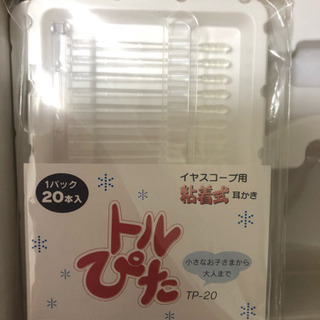 1パック
20本入
イヤスコープ用
粘着式 耳かき
トル
ぴた
小さなお子さまから
大人まで
TP-20